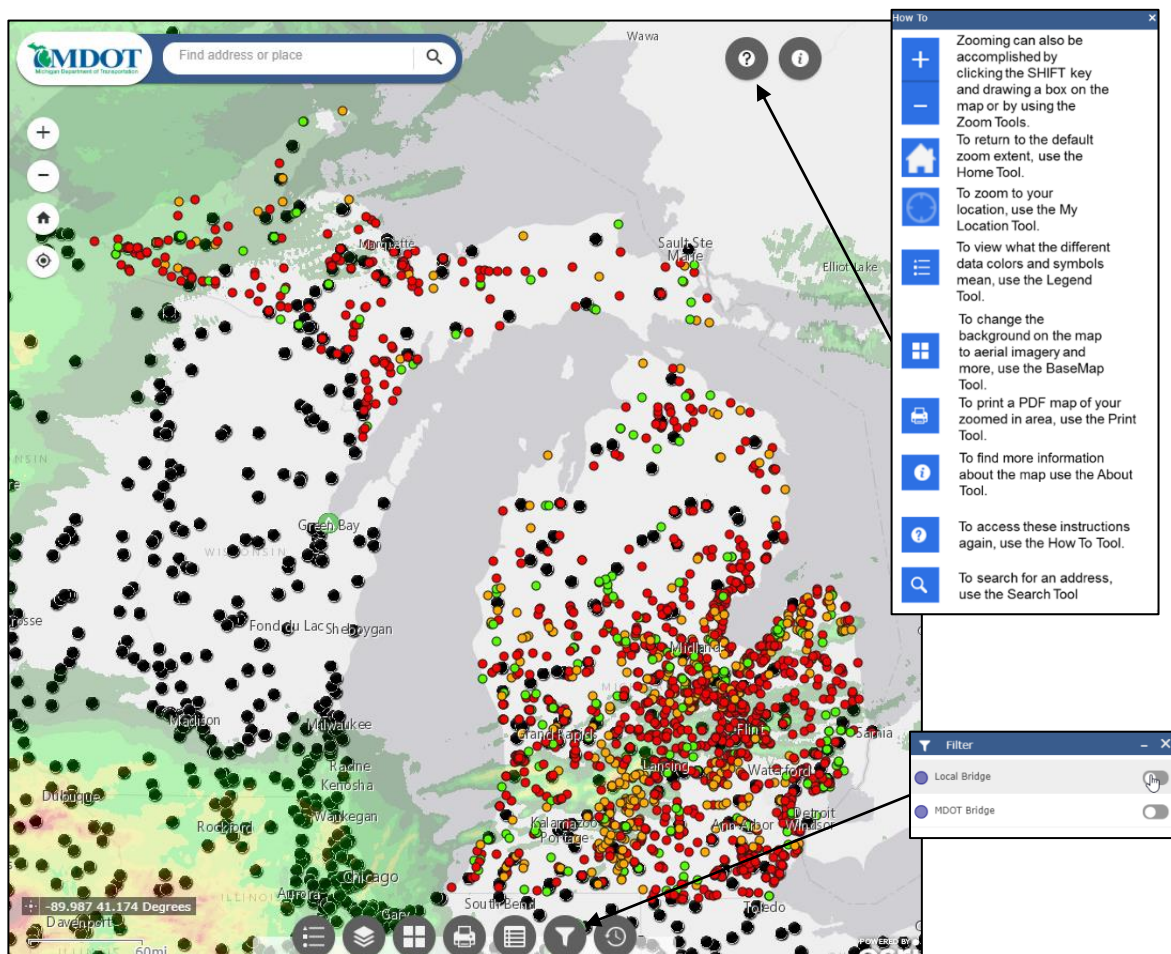 MDOT
Michigan Department of Transportation
Find address or place
?
i
Wawa
Marquette
Sault Ste
Marie
Elliot Lake
Green Bay
WISCONSIN
Fond du Lac
Sheboygan
Madison
Milwaukee
Racine
Kenosha
Waukegan
Dubuque
Rockford
Chicago
Aurora
ILLINOIS
Gary
Davenport
Midland
Flint
Grand Rapids
Lansing
Waterford
Sarnia
Kalamazoo
Portage
Ann Arbor
Detroit
Windsor
South Bend
Toledo
-89.987 41.174 Degrees
60mi
POWERED BY
How To
Zooming can also be
accomplished by
clicking the SHIFT key
and drawing a box on the
map or by using the
Zoom Tools.
To return to the default
zoom extent, use the
Home Tool.
To zoom to your
location, use the My
Location Tool.
To view what the different
data colors and symbols
mean, use the Legend
Tool.
To change the
background on the map
to aerial imagery and
more, use the BaseMap
Tool.
To print a PDF map of your
zoomed in area, use the Print
Tool.
To find more information
about the map use the About
Tool.
To access these instructions
again, use the How To Tool.
To search for an address,
use the Search Tool
Filter
Local Bridge
MDOT Bridge